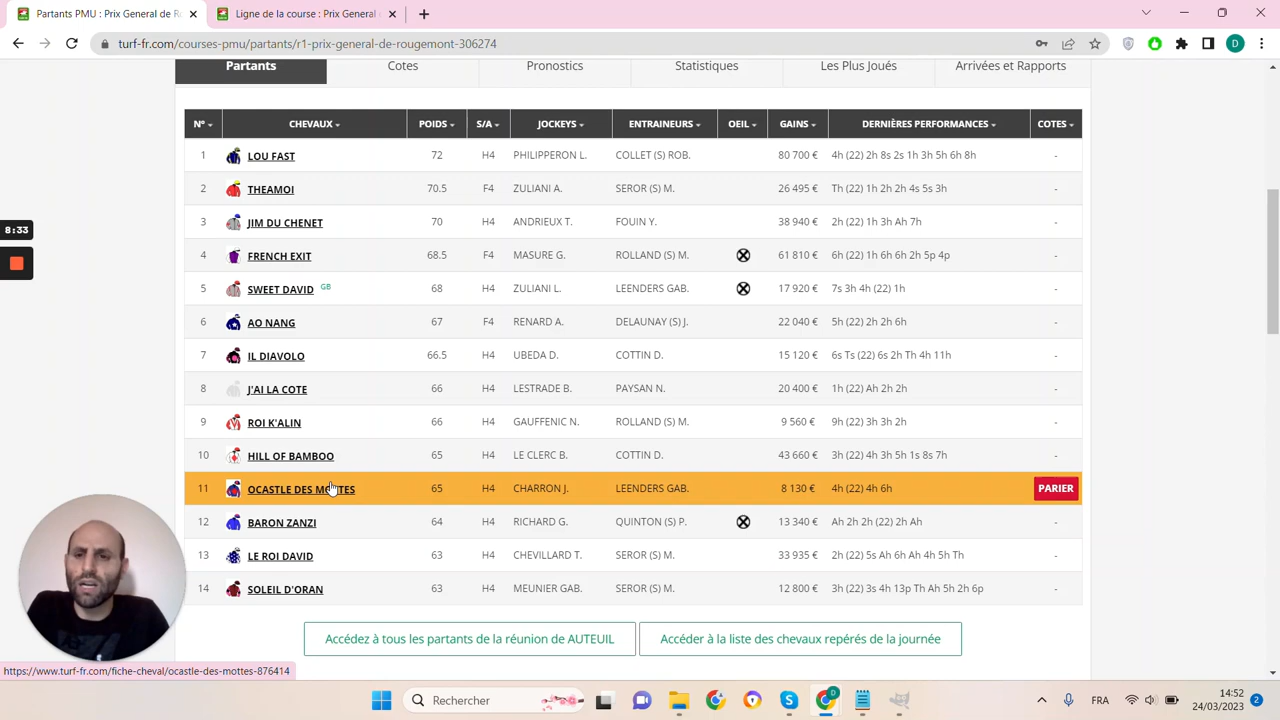 Partants PMU : Prix General de Ro
Ligne de la course : Prix General
turf-fr.com/courses-pmu/partants/r1-prix-general-de-rougemont-306274
D
Partants Cotes Pronostics Statistiques Les Plus Joués Arrivées et Rapports
N° CHEVAUX POIDS S/A JOCKEYS ENTRAINEURS OEIL GAINS DERNIÈRES PERFORMANCES COTES
1 LOU FAST 72 H4 PHILIPPERON L. COLLET (S) ROB. 80 700 € 4h (22) 2h 8s 2s 1h 3h 5h 6h 8h -
2 THEAMOI 70.5 F4 ZULIANI A. SEROR (S) M. 26 495 € Th (22) 1h 2h 2h 4s 5s 3h -
3 JIM DU CHENET 70 H4 ANDRIEUX T. FOUIN Y. 38 940 € 2h (22) 1h 3h Ah 7h -
8:33
4 FRENCH EXIT 68.5 F4 MASURE G. ROLLAND (S) M. 61 810 € 6h (22) 1h 6h 6h 2h 5p 4p -
5 SWEET DAVID GB 68 H4 ZULIANI L. LEENDERS GAB. 17 920 € 7s 3h 4h (22) 1h -
6 AO NANG 67 F4 RENARD A. DELAUNAY (S) J. 22 040 € 5h (22) 2h 2h 6h -
7 IL DIAVOLO 66.5 H4 UBEDA D. COTTIN D. 15 120 € 6s Ts (22) 6s 2h Th 4h 11h -
8 J'AI LA COTE 66 H4 LESTRADE B. PAYSAN N. 20 400 € 1h (22) Ah 2h 2h -
9 ROI K'ALIN 66 H4 GAUFFENIC N. ROLLAND (S) M. 9 560 € 9h (22) 3h 3h 2h -
10 HILL OF BAMBOO 65 H4 LE CLERC B. COTTIN D. 43 660 € 3h (22) 4h 3h 5h 1s 8s 7h -
11 OCASTLE DES MOTTES 65 H4 CHARRON J. LEENDERS GAB. 8 130 € 4h (22) 4h 6h PARIER
12 BARON ZANZI 64 H4 RICHARD G. QUINTON (S) P. 13 340 € Ah 2h 2h (22) 2h Ah -
13 LE ROI DAVID 63 H4 CHEVILLARD T. SEROR (S) M. 33 935 € 2h (22) 5s Ah 6h Ah 4h 5h Th -
14 SOLEIL D'ORAN 63 H4 MEUNIER GAB. SEROR (S) M. 12 800 € 3h (22) 3s 4h 13p Th Ah 5h 2h 6p -
Accédez à tous les partants de la réunion de AUTEUIL Accéder à la liste des chevaux repérés de la journée
https://www.turf-fr.com/fiche-cheval/ocastle-des-mottes-876414
Rechercher
FRA
14:52
24/03/2023
2